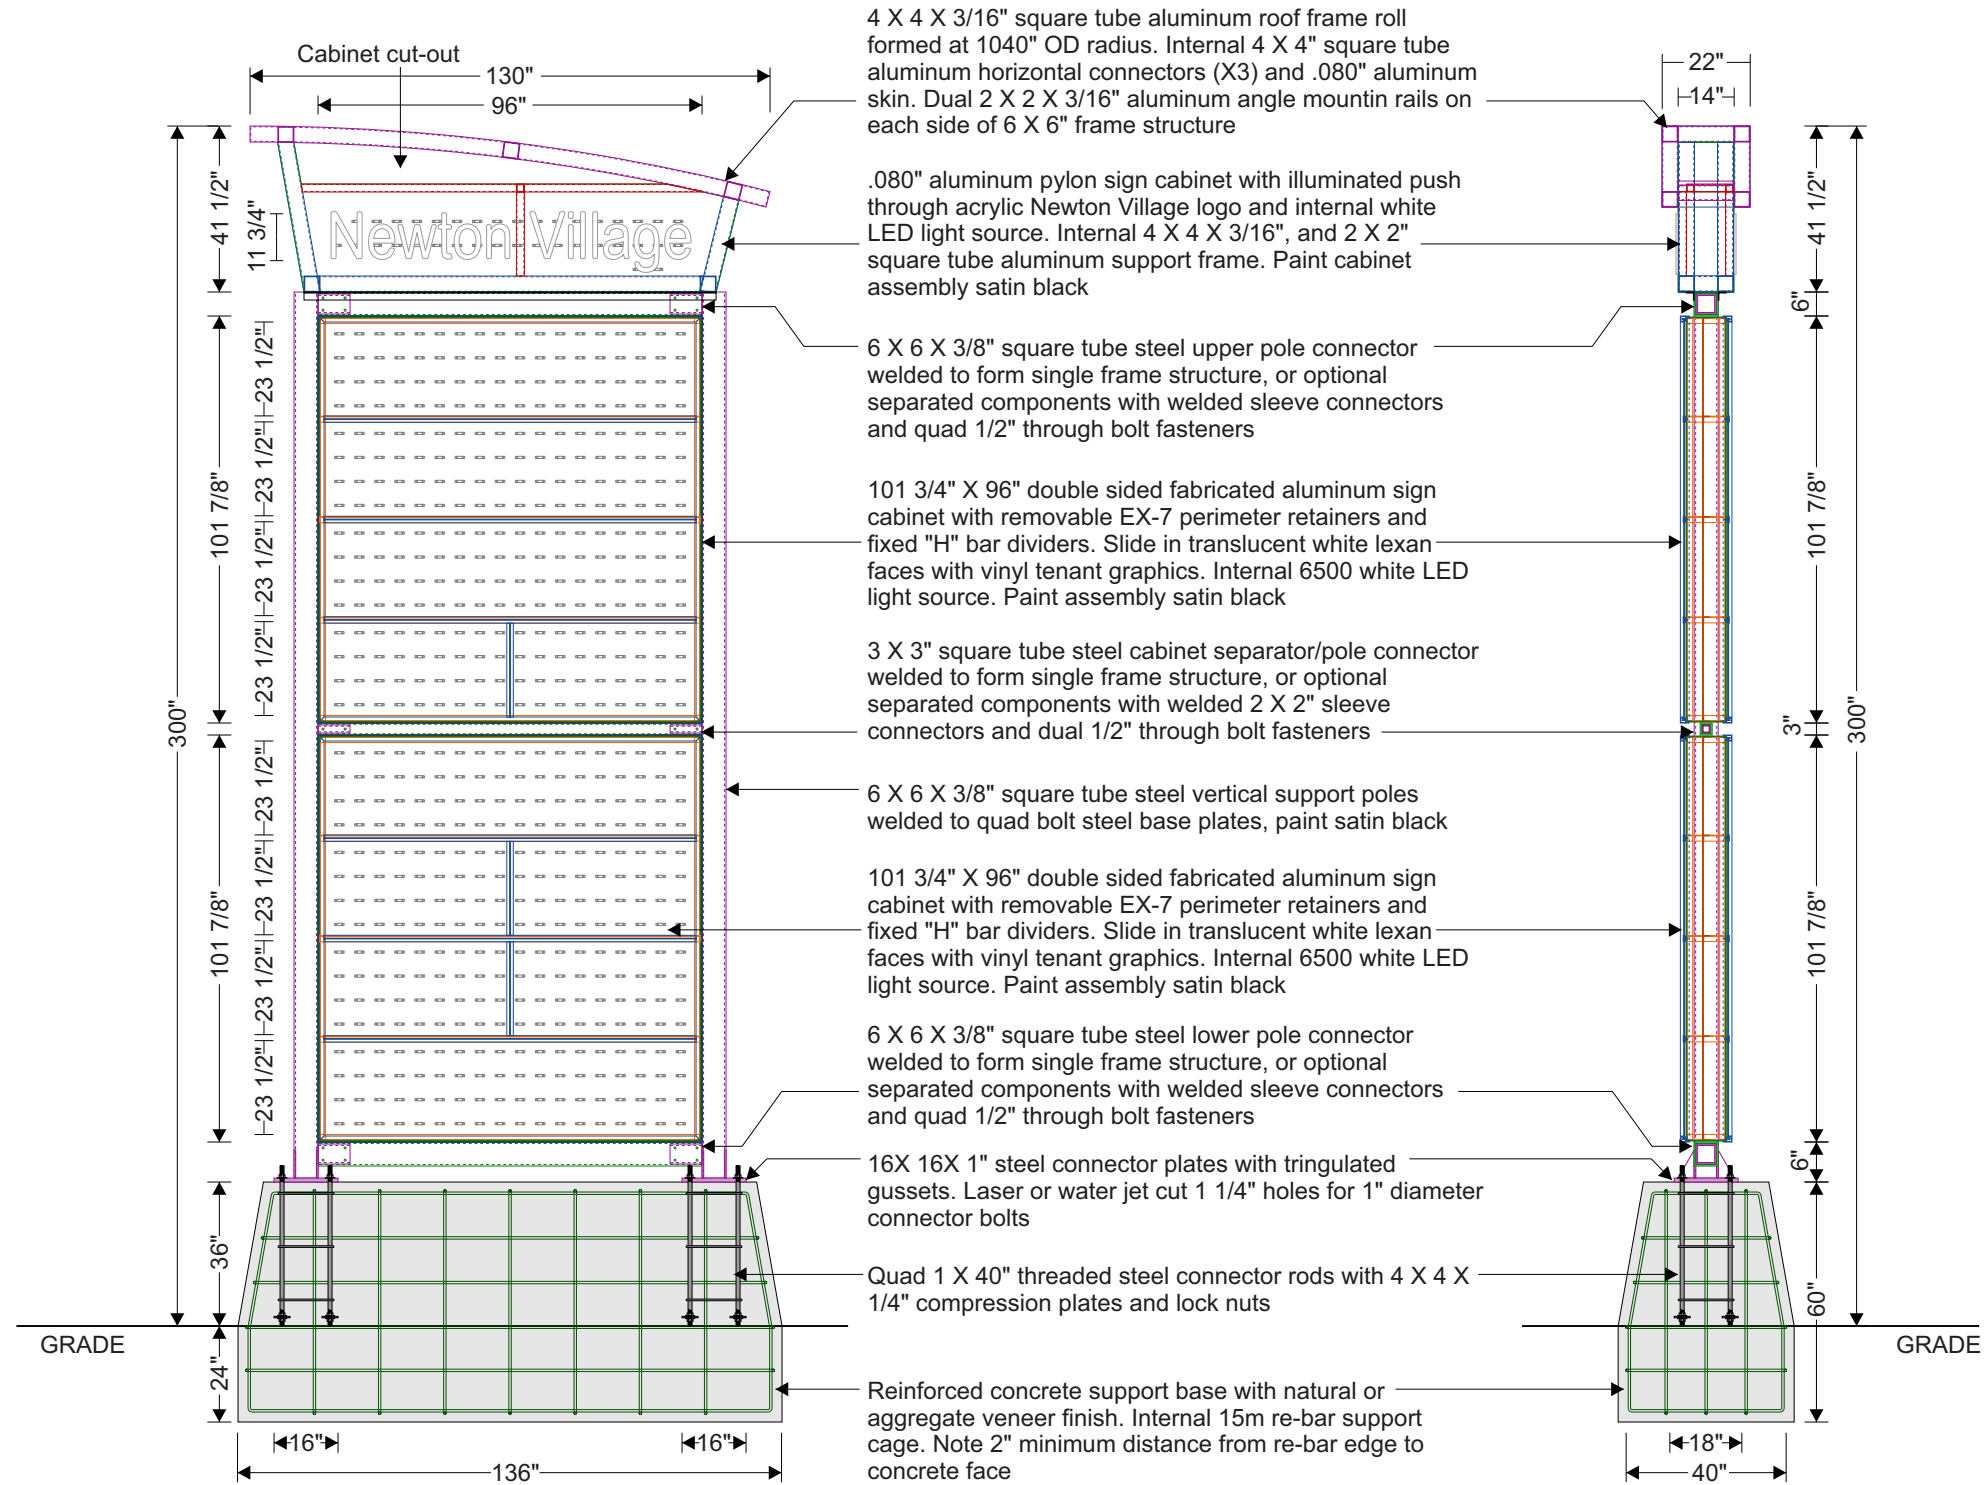 Cabinet cut-out
130"
96"
41 1/2"
11 3/4"
Newton Village
300"
101 7/8"
23 1/2"
23 1/2"
23 1/2"
23 1/2"
101 7/8"
23 1/2"
23 1/2"
23 1/2"
23 1/2"
36"
24"
GRADE
16"
16"
136"
4 X 4 X 3/16" square tube aluminum roof frame roll
formed at 1040" OD radius. Internal 4 X 4" square tube
aluminum horizontal connectors (X3) and .080" aluminum
skin. Dual 2 X 2 X 3/16" aluminum angle mountin rails on
each side of 6 X 6" frame structure
.080" aluminum pylon sign cabinet with illuminated push
through acrylic Newton Village logo and internal white
LED light source. Internal 4 X 4 X 3/16", and 2 X 2"
square tube aluminum support frame. Paint cabinet
assembly satin black
6 X 6 X 3/8" square tube steel upper pole connector
welded to form single frame structure, or optional
separated components with welded sleeve connectors
and quad 1/2" through bolt fasteners
101 3/4" X 96" double sided fabricated aluminum sign
cabinet with removable EX-7 perimeter retainers and
fixed "H" bar dividers. Slide in translucent white lexan
faces with vinyl tenant graphics. Internal 6500 white LED
light source. Paint assembly satin black
3 X 3" square tube steel cabinet separator/pole connector
welded to form single frame structure, or optional
separated components with welded 2 X 2" sleeve
connectors and dual 1/2" through bolt fasteners
6 X 6 X 3/8" square tube steel vertical support poles
welded to quad bolt steel base plates, paint satin black
101 3/4" X 96" double sided fabricated aluminum sign
cabinet with removable EX-7 perimeter retainers and
fixed "H" bar dividers. Slide in translucent white lexan
faces with vinyl tenant graphics. Internal 6500 white LED
light source. Paint assembly satin black
6 X 6 X 3/8" square tube steel lower pole connector
welded to form single frame structure, or optional
separated components with welded sleeve connectors
and quad 1/2" through bolt fasteners
16X 16X 1" steel connector plates with tringulated
gussets. Laser or water jet cut 1 1/4" holes for 1" diameter
connector bolts
Quad 1 X 40" threaded steel connector rods with 4 X 4 X
1/4" compression plates and lock nuts
Reinforced concrete support base with natural or
aggregate veneer finish. Internal 15m re-bar support
cage. Note 2" minimum distance from re-bar edge to
concrete face
22"
14"
41 1/2"
6"
101 7/8"
3"
300"
101 7/8"
6"
60"
GRADE
18"
40"